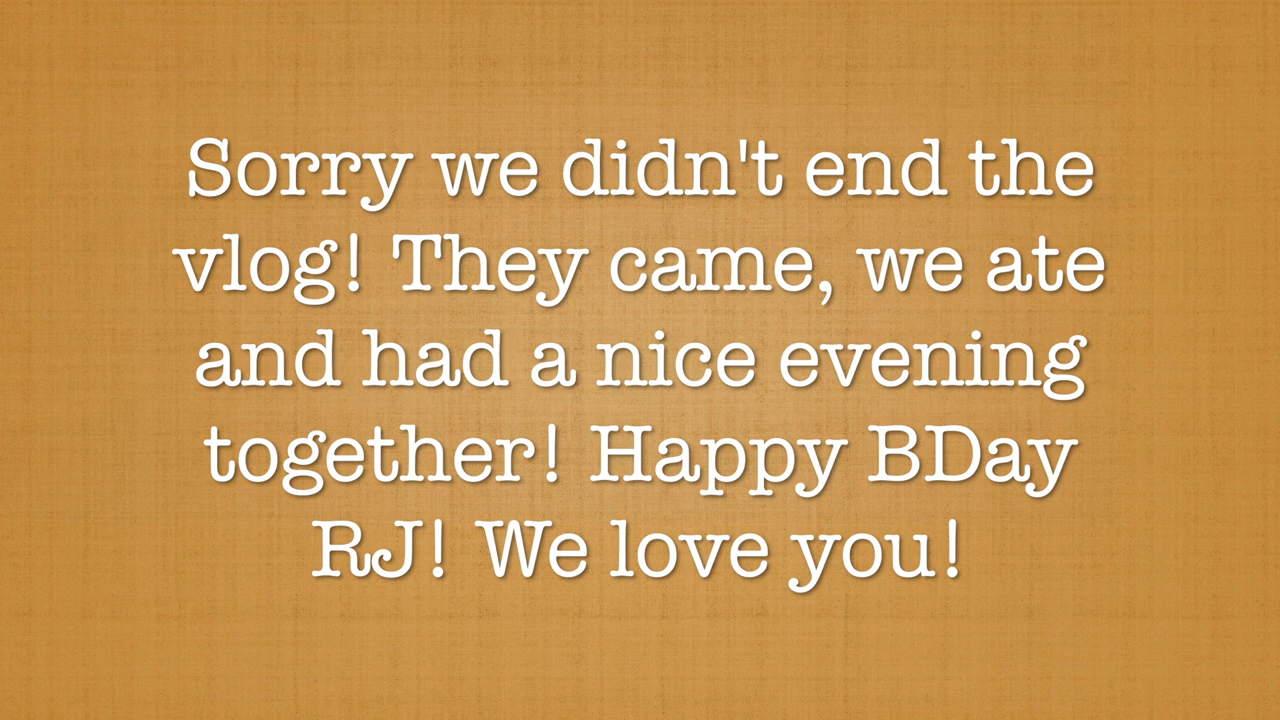 Sorry we didn't end the
vlog! They came, we ate
and had a nice evening
together! Happy BDay
RJ! We love you!